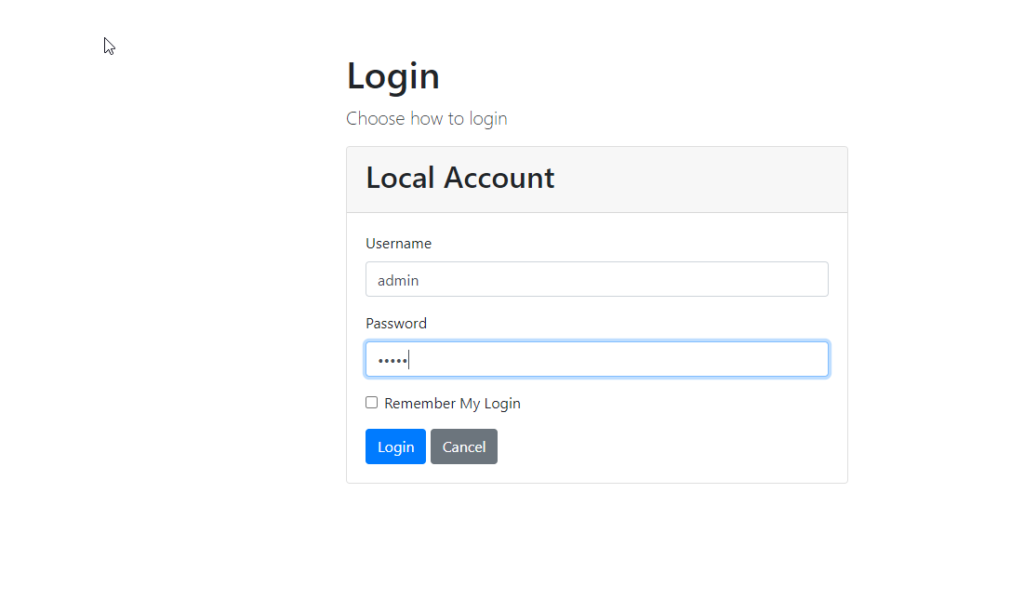 Login
Choose how to login
Local Account
Username
admin
Password
•••••
Remember My Login
Login Cancel